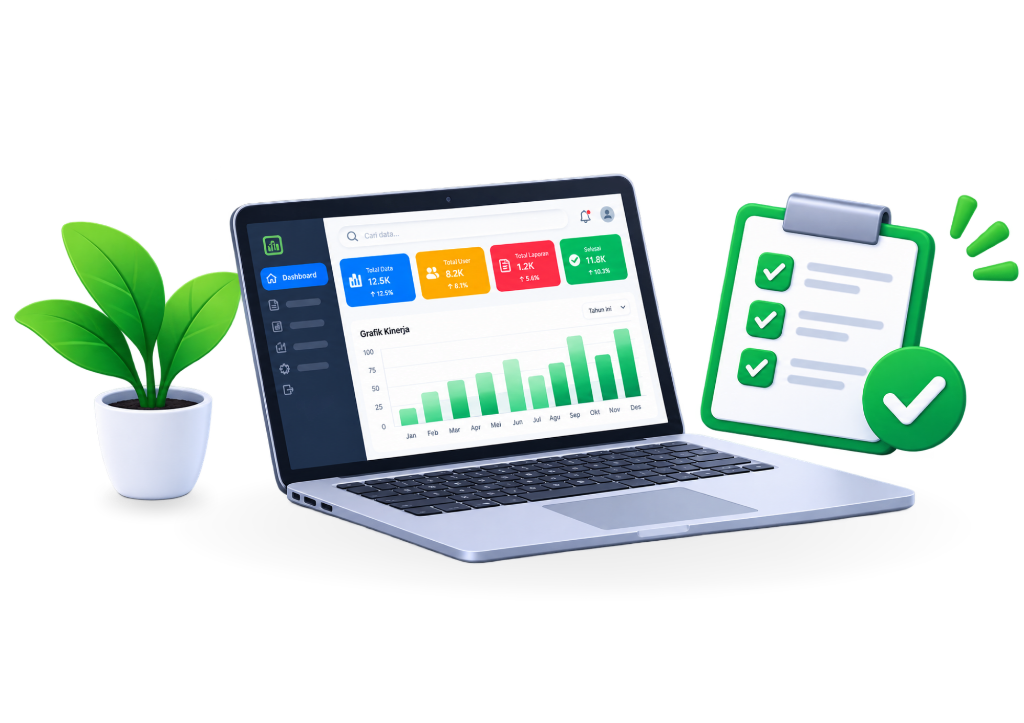 Cari data...
Dashboard
Total Data
12.5K
↑ 12.5%
Total User
8.2K
↑ 8.1%
Total Laporan
1.2K
↑ 5.4%
Selesai
11.8K
↑ 10.3%
Grafik Kinerja
Tahun ini
100
75
50
25
0
Jan Feb Mar Apr Mei Jun Jul Agu Sep Okt Nov Des